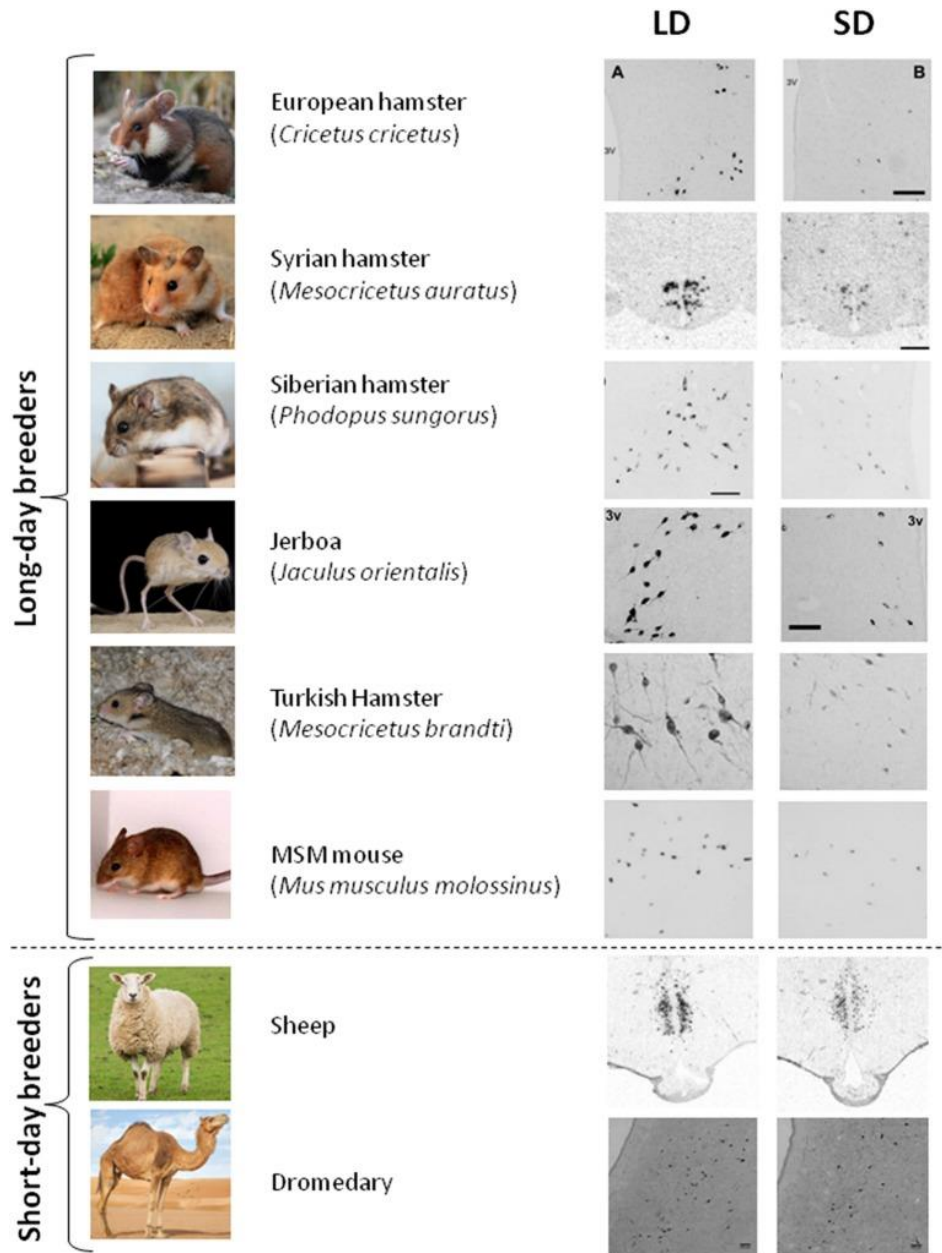 LD SD
Long-day breeders
European hamster
(Cricetus cricetus)
A
3V
B
3V
Syrian hamster
(Mesocricetus auratus)
Siberian hamster
(Phodopus sungorus)
Jerboa
(Jaculus orientalis)
3v
3v
Turkish Hamster
(Mesocricetus brandti)
MSM mouse
(Mus musculus molossinus)
Short-day breeders
Sheep
Dromedary